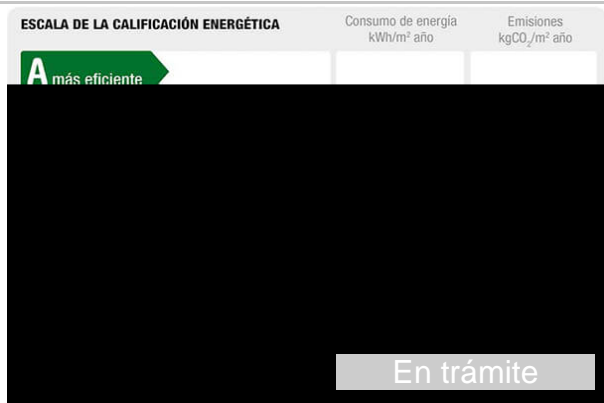 ESCALA DE LA CALIFICACIÓN ENERGÉTICA
Consumo de energía
kWh/m² año
Emisiones
kgCO₂/m² año
A más eficiente
En trámite